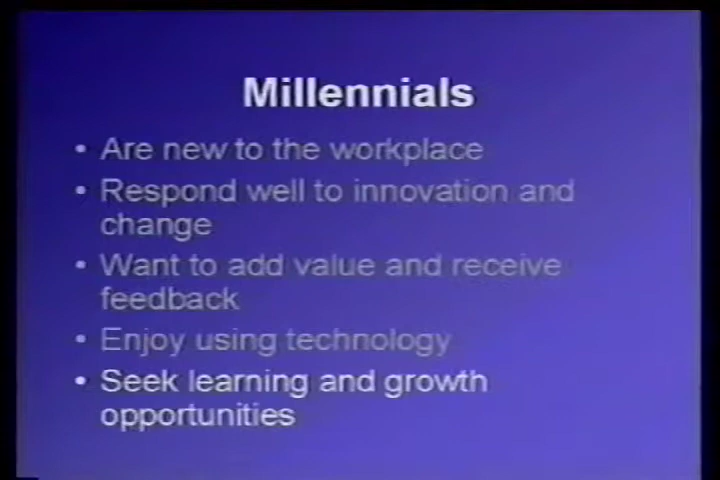 Millennials
• Are new to the workplace
• Respond well to innovation and
change
• Want to add value and receive
feedback
• Enjoy using technology
• Seek learning and growth
opportunities